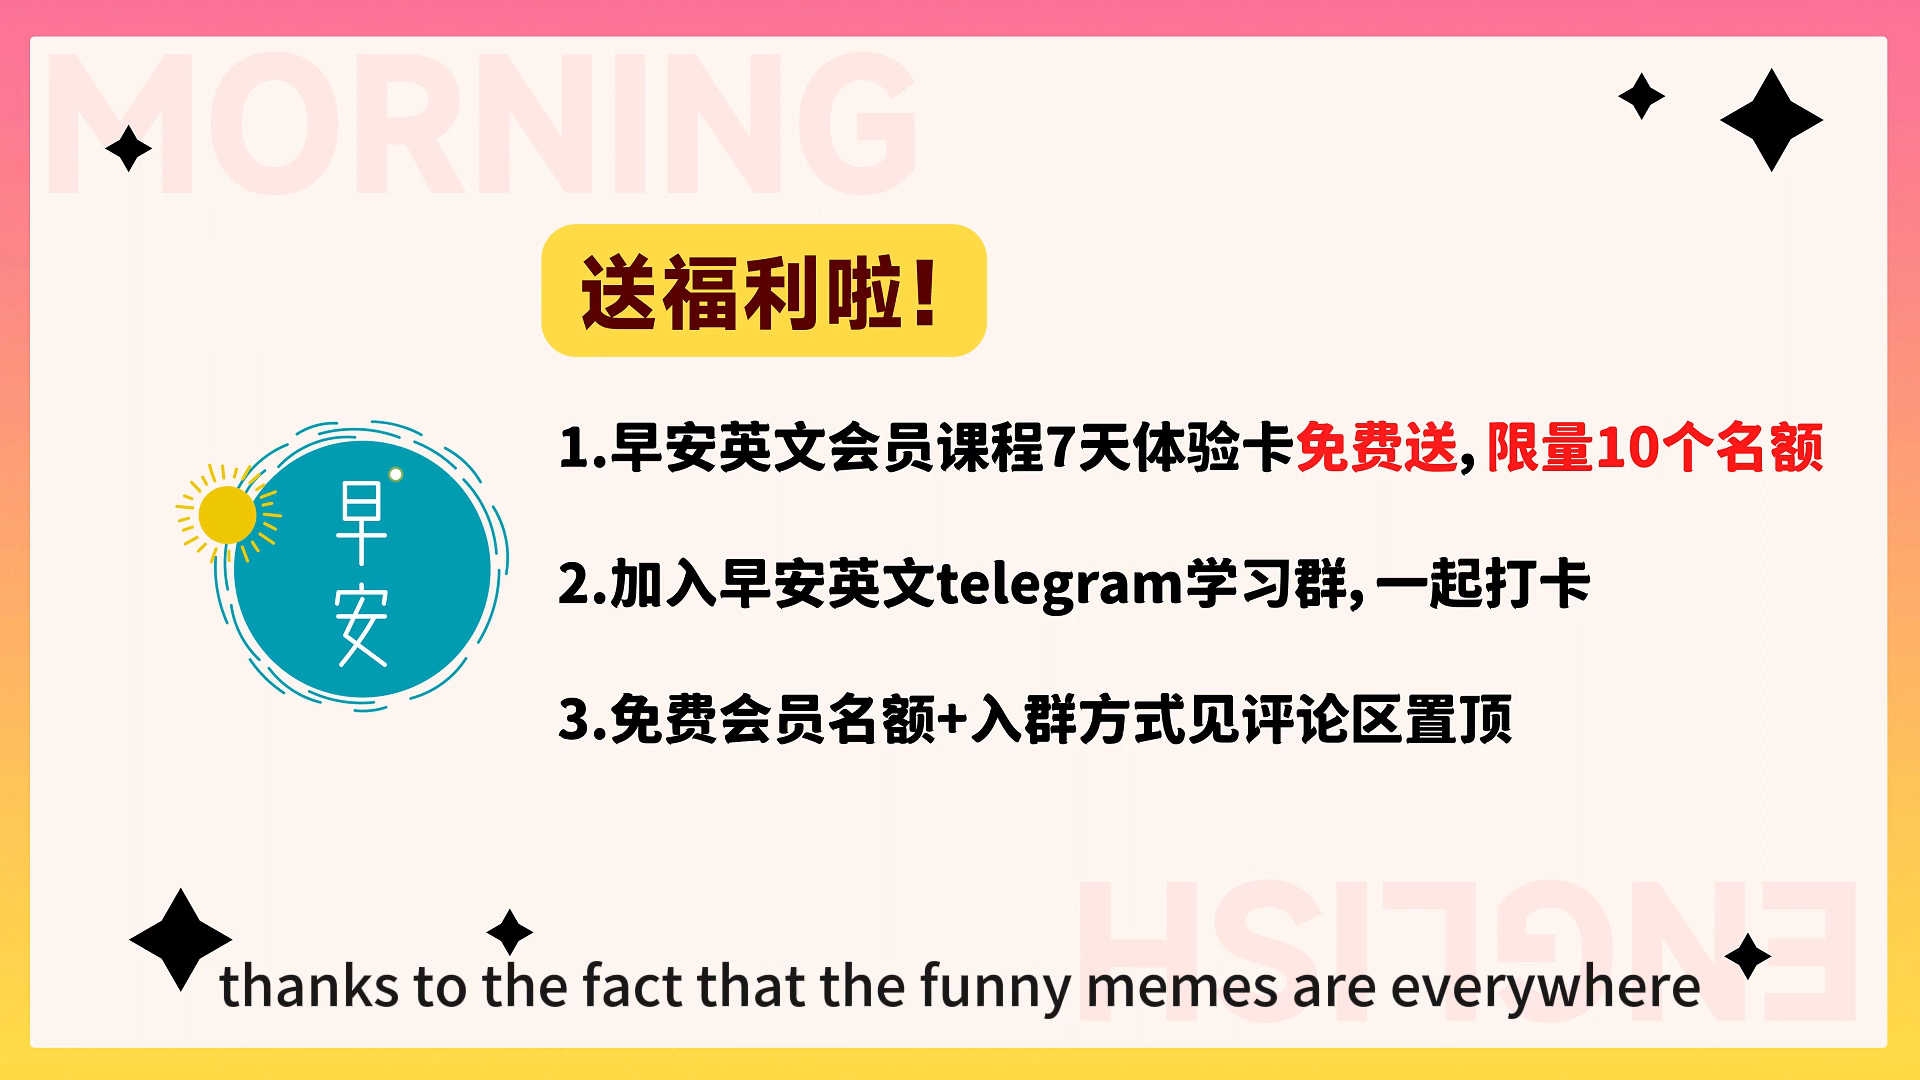 MORNING
送福利啦!
早安
1.早安英文会员课程7天体验卡免费送, 限量10个名额
2.加入早安英文telegram学习群, 一起打卡
3.免费会员名额+入群方式见评论区置顶
ENGLISH
thanks to the fact that the funny memes are everywhere